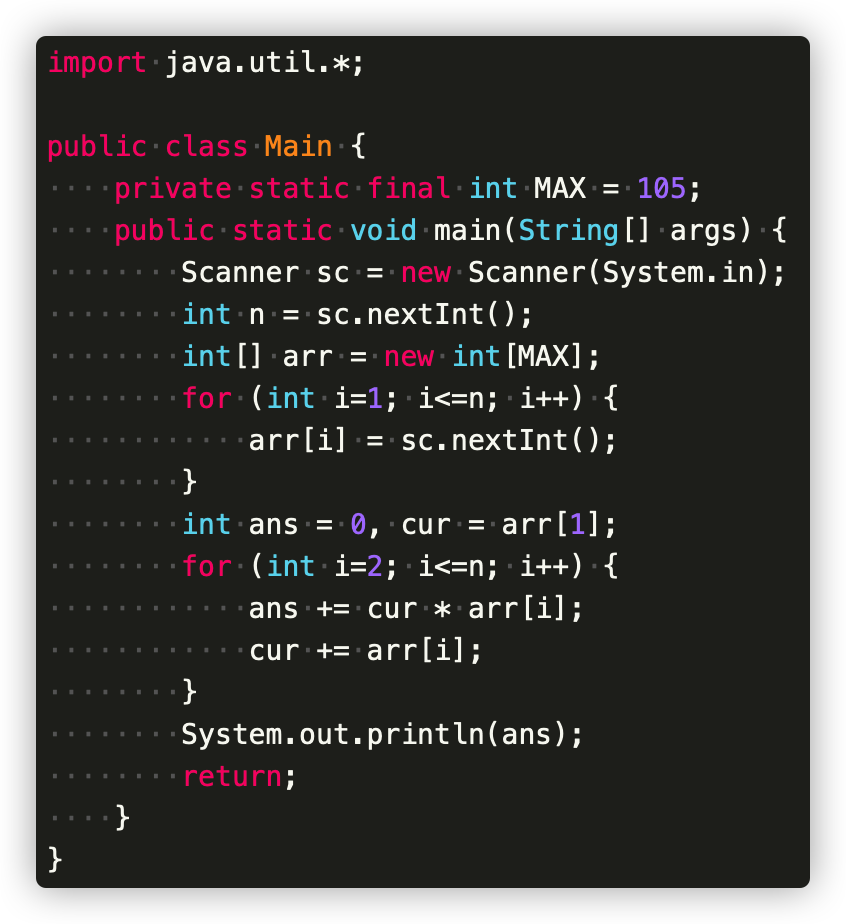 import java.util.*;

public class Main {
    private static final int MAX = 105;
    public static void main(String[] args) {
        Scanner sc = new Scanner(System.in);
        int n = sc.nextInt();
        int[] arr = new int[MAX];
        for (int i=1; i<=n; i++) {
            arr[i] = sc.nextInt();
        }
        int ans = 0, cur = arr[1];
        for (int i=2; i<=n; i++) {
            ans += cur * arr[i];
            cur += arr[i];
        }
        System.out.println(ans);
        return;
    }
}